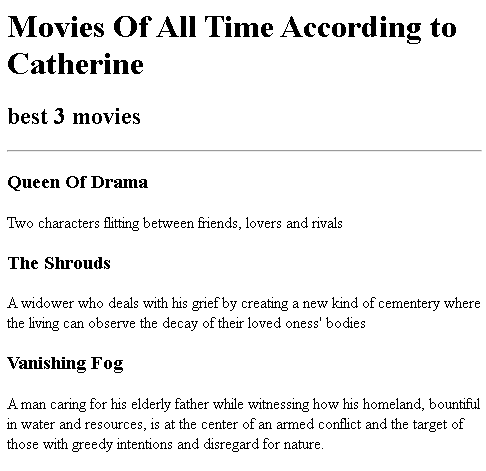 Movies Of All Time According to
Catherine
best 3 movies
Queen Of Drama
Two characters flitting between friends, lovers and rivals
The Shrouds
A widower who deals with his grief by creating a new kind of cementery where
the living can observe the decay of their loved oness' bodies
Vanishing Fog
A man caring for his elderly father while witnessing how his homeland, bountiful
in water and resources, is at the center of an armed conflict and the target of
those with greedy intentions and disregard for nature.